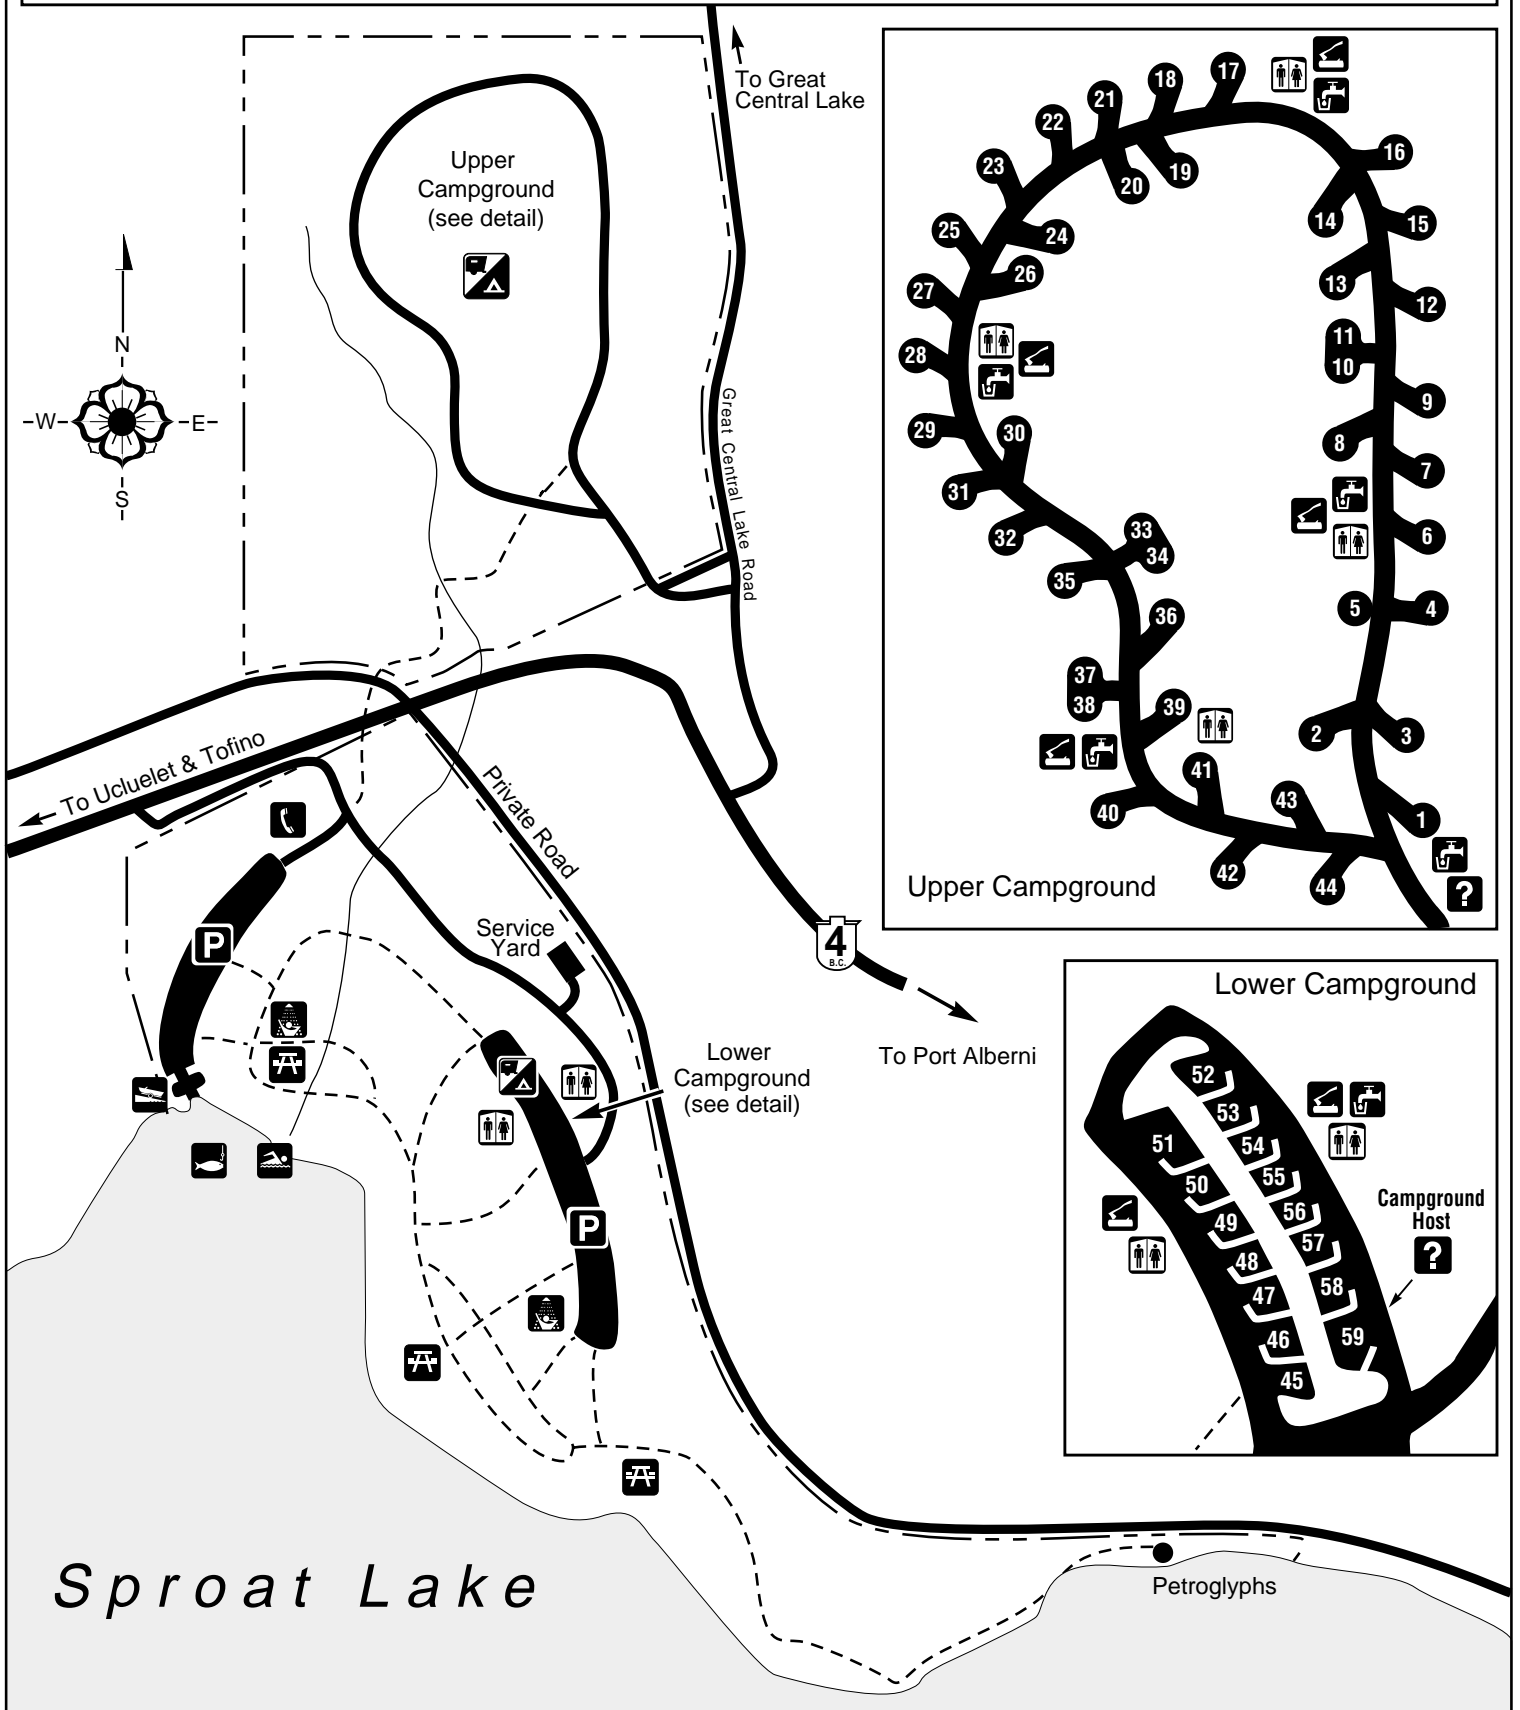 To Great
Central Lake
Upper
Campground
(see detail)
N
W
E
S
Great Central Lake Road
To Ucluelet & Tofino
Private Road
P
Service
Yard
4
B.C.
To Port Alberni
Lower
Campground
(see detail)
P
Sproat Lake
Petroglyphs
17
18
21
22
23
19
20
16
14
15
25
24
26
13
27
12
11
10
28
9
29
30
8
7
31
32
33
34
6
35
5
4
36
37
38
39
2
3
41
43
40
1
42
44
?
Upper Campground
Lower Campground
52
53
51
54
50
55
49
56
Campground
Host
?
48
57
47
58
46
59
45